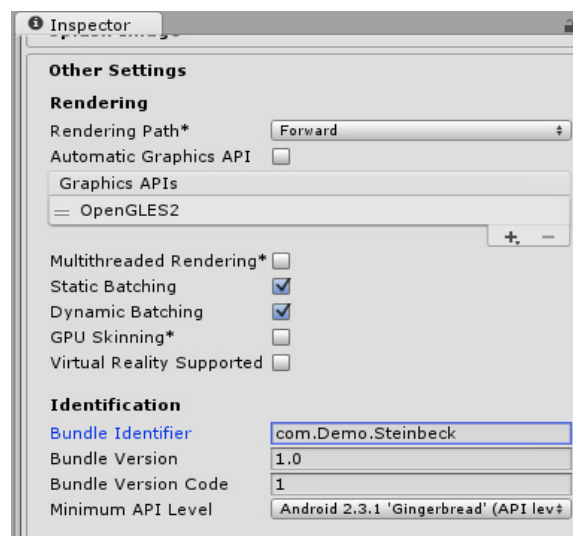 Inspector
Other Settings
Rendering
Rendering Path* Forward
Automatic Graphics API
Graphics APIs
= OpenGLES2
+ −
Multithreaded Rendering*
Static Batching
Dynamic Batching
GPU Skinning*
Virtual Reality Supported
Identification
Bundle Identifier com.Demo.Steinbeck
Bundle Version 1.0
Bundle Version Code 1
Minimum API Level Android 2.3.1 'Gingerbread' (API lev